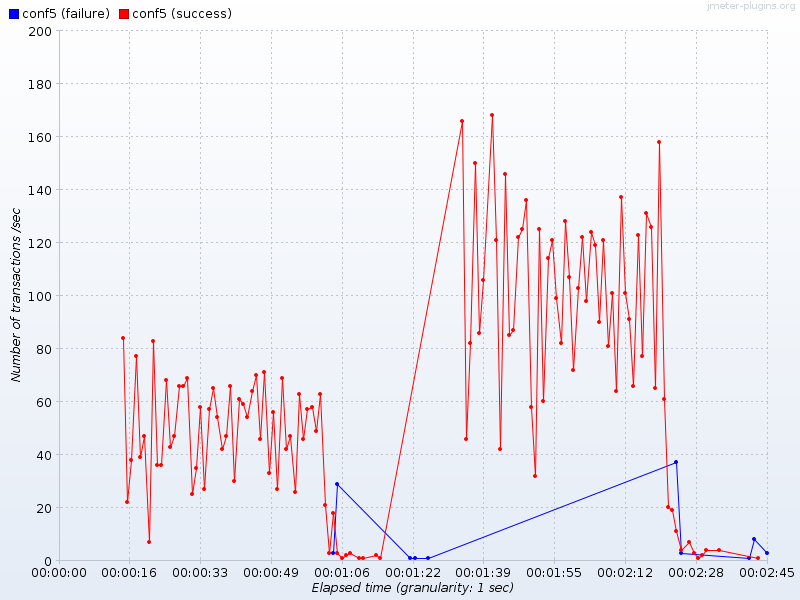 jmeter-plugins.org
conf5 (failure) conf5 (success)
200
180
160
140
120
100
80
60
40
20
0
Number of transactions /sec
00:00:00 00:00:16 00:00:33 00:00:49 00:01:06 00:01:22 00:01:39 00:01:55 00:02:12 00:02:28 00:02:45
Elapsed time (granularity: 1 sec)